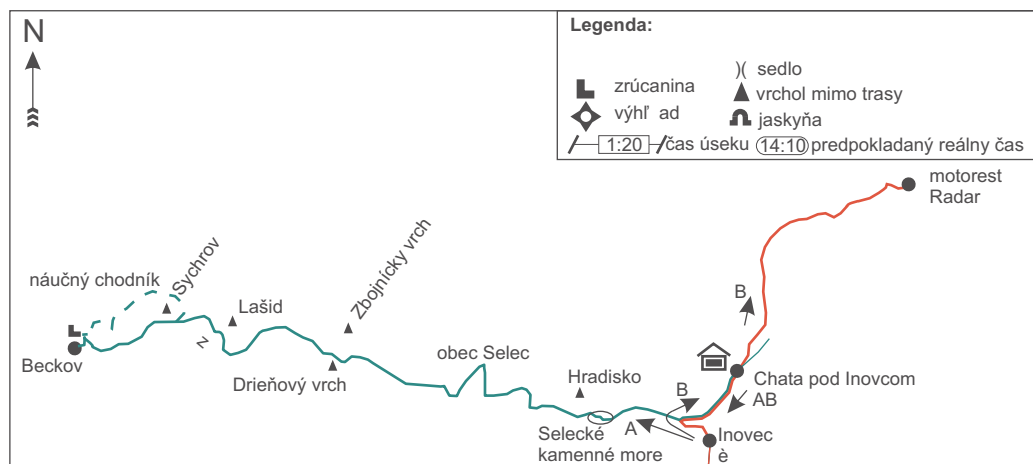 N
Legenda:
zrúcanina
výhľ ad
)( sedlo
vrchol mimo trasy
jaskyňa
1:20 čas úseku 14:10 predpokladaný reálny čas
motorest
Radar
náučný chodník
Sychrov
Lašid
Zbojnícky vrch
B
z
Beckov
Drieňový vrch
obec Selec
Hradisko
B
Chata pod Inovcom
AB
Selecké
kamenné more
A
Inovec
è